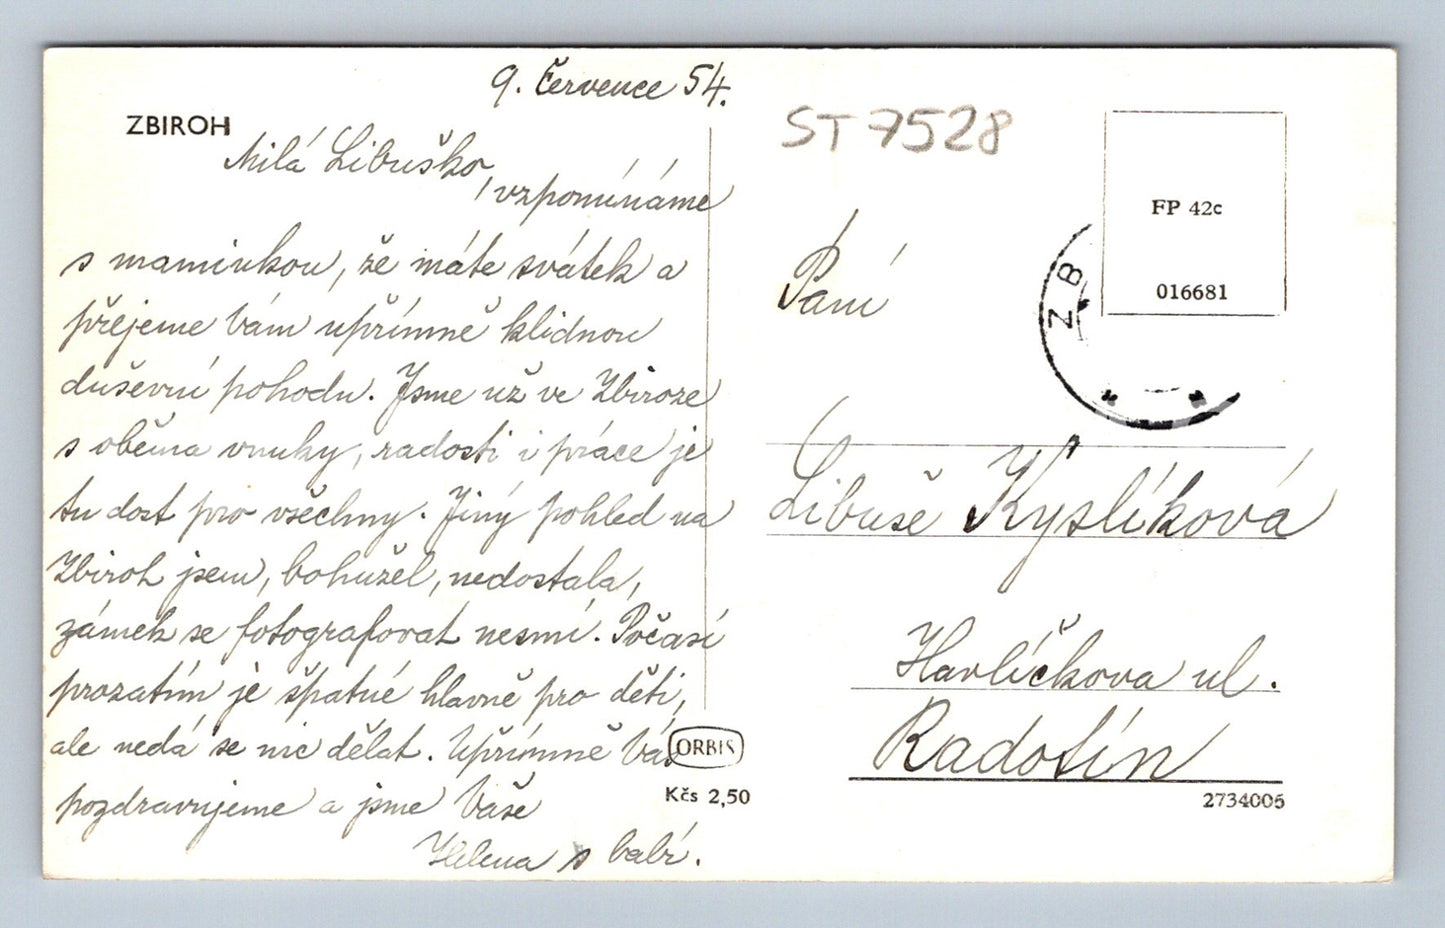 9. Července 54.
ZBIROH
Milá Libuško,
vzpomínáme
s maminkou, že máte svátek a
přejeme Vám upřímně klidnou
duševní pohodu. Jsme už ve Zbiroze
s oběma vnuky, radosti i práce je
tu dost pro všechny. Jiný pohled na
Zbiroh jsem, bohužel, nedostala,
zámek se fotografovat nesmí. Počasí
prozatím je špatné hlavně pro děti,
ale nedá se nic dělat. Upřímně Vás
pozdravujeme a jsme Vaše
Helena s babí.
ORBIS
Kčs 2,50
ST 7528
FP 42c
016681
ZB
Paní
Libuše Kyslíková
Havlíčkova ul.
Radotín
2734005